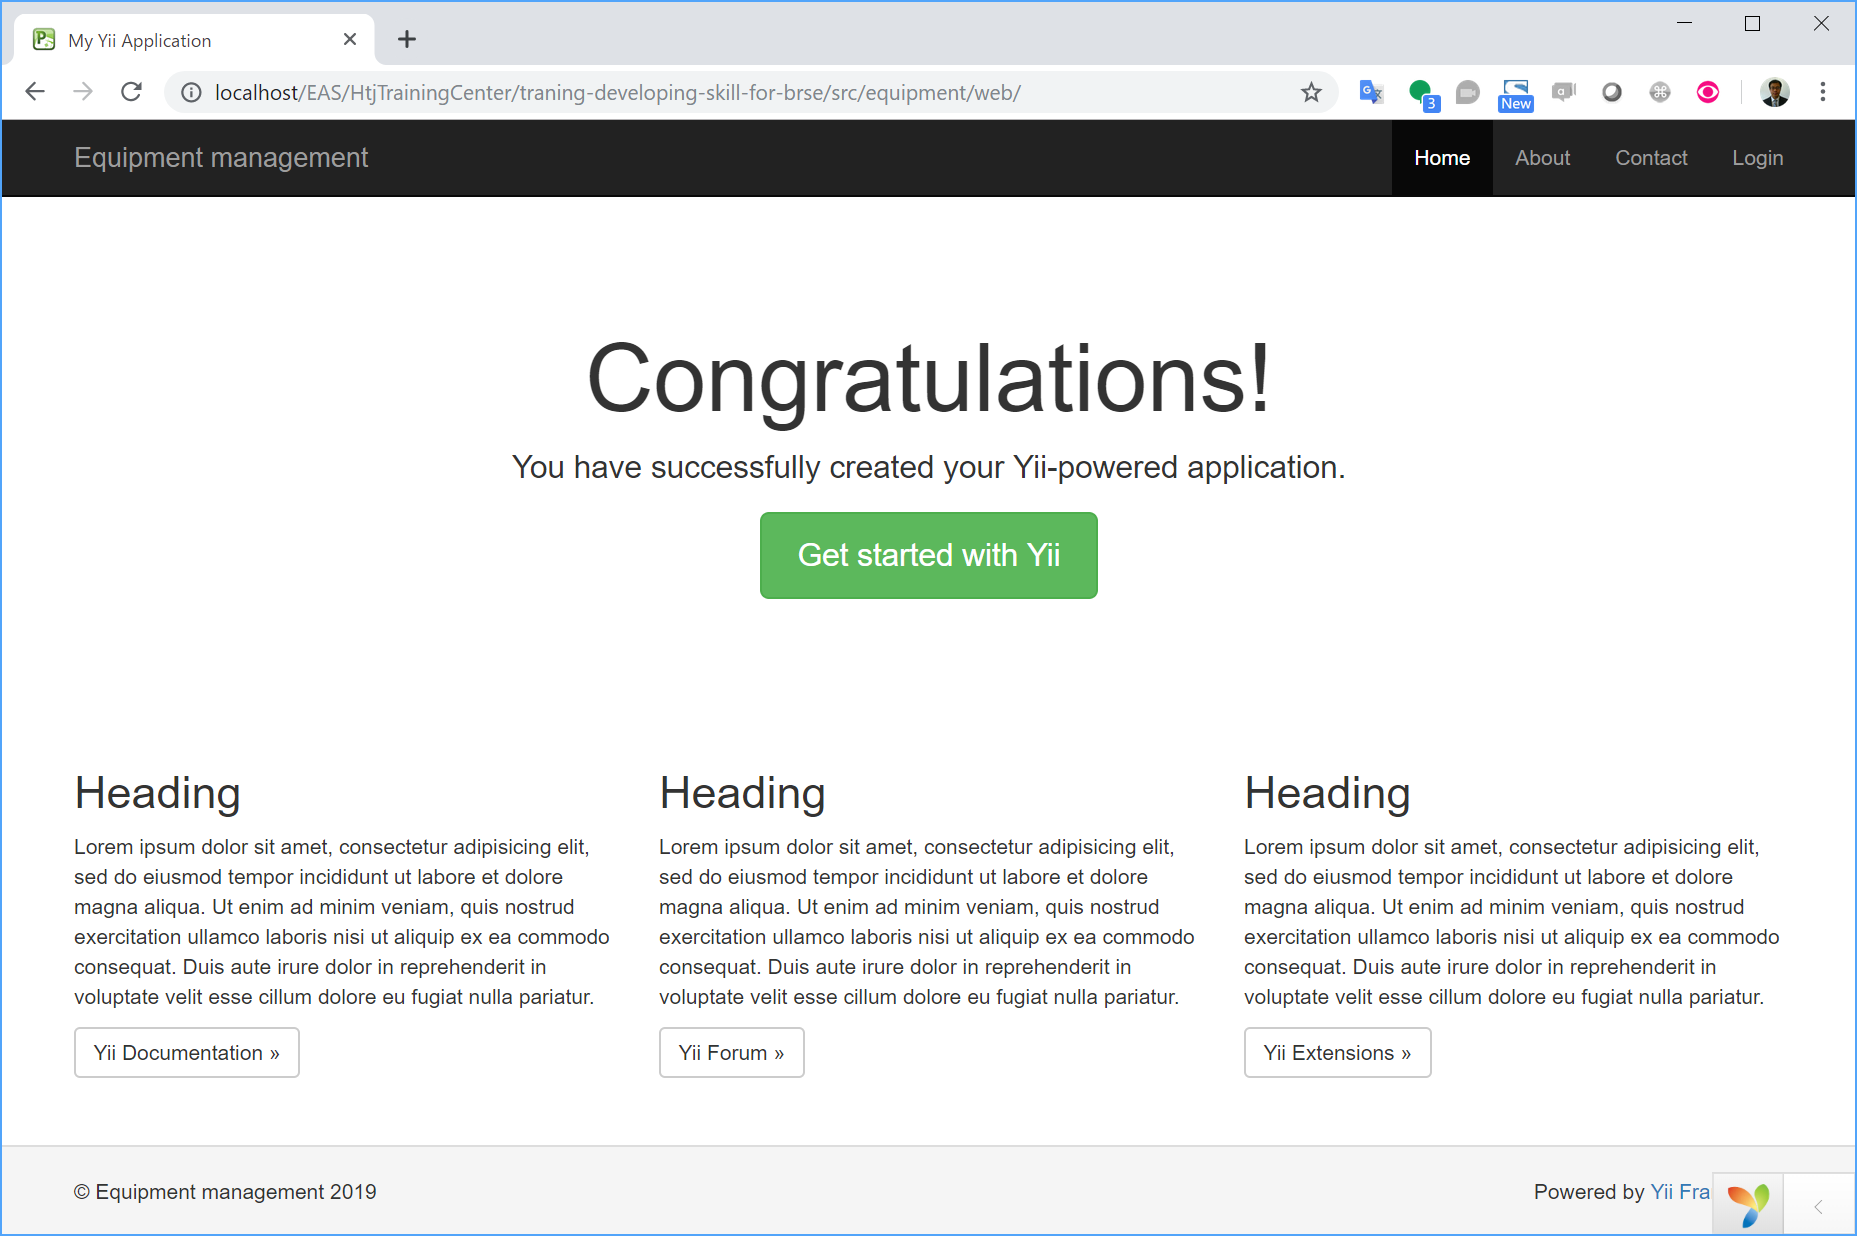 My Yii Application
localhost/EAS/HtjTrainingCenter/traning-developing-skill-for-brse/src/equipment/web/
3
New
Equipment management
Home About Contact Login
Congratulations!
You have successfully created your Yii-powered application.
Get started with Yii
Heading
Lorem ipsum dolor sit amet, consectetur adipisicing elit,
sed do eiusmod tempor incididunt ut labore et dolore
magna aliqua. Ut enim ad minim veniam, quis nostrud
exercitation ullamco laboris nisi ut aliquip ex ea commodo
consequat. Duis aute irure dolor in reprehenderit in
voluptate velit esse cillum dolore eu fugiat nulla pariatur.
Yii Documentation »
Heading
Lorem ipsum dolor sit amet, consectetur adipisicing elit,
sed do eiusmod tempor incididunt ut labore et dolore
magna aliqua. Ut enim ad minim veniam, quis nostrud
exercitation ullamco laboris nisi ut aliquip ex ea commodo
consequat. Duis aute irure dolor in reprehenderit in
voluptate velit esse cillum dolore eu fugiat nulla pariatur.
Yii Forum »
Heading
Lorem ipsum dolor sit amet, consectetur adipisicing elit,
sed do eiusmod tempor incididunt ut labore et dolore
magna aliqua. Ut enim ad minim veniam, quis nostrud
exercitation ullamco laboris nisi ut aliquip ex ea commodo
consequat. Duis aute irure dolor in reprehenderit in
voluptate velit esse cillum dolore eu fugiat nulla pariatur.
Yii Extensions »
© Equipment management 2019
Powered by Yii Fra